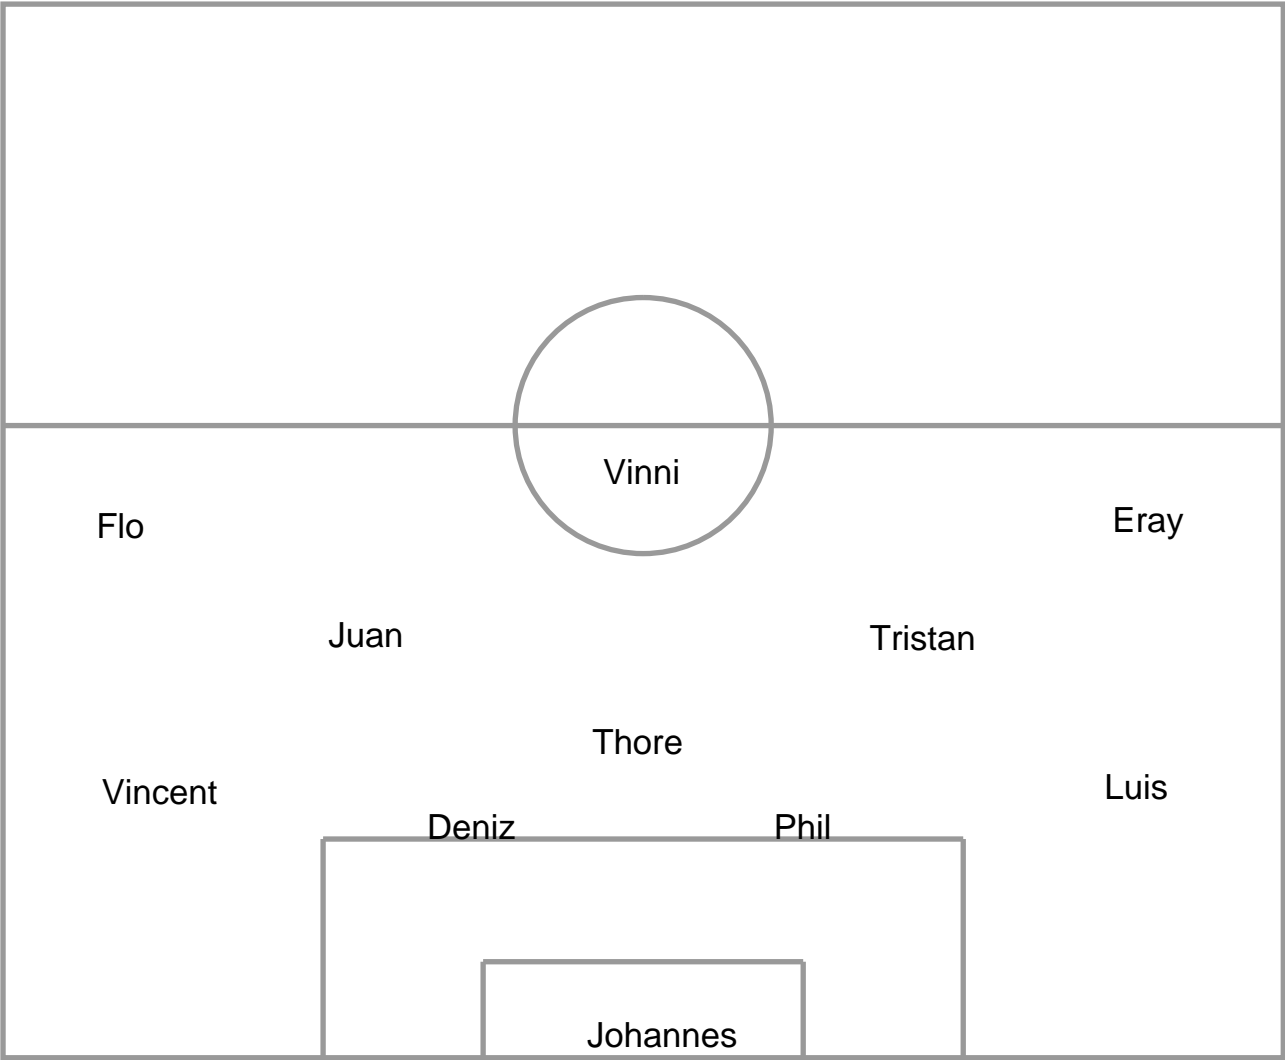 Vinni
Flo
Eray
Juan
Tristan
Thore
Vincent
Luis
Deniz
Phil
Johannes